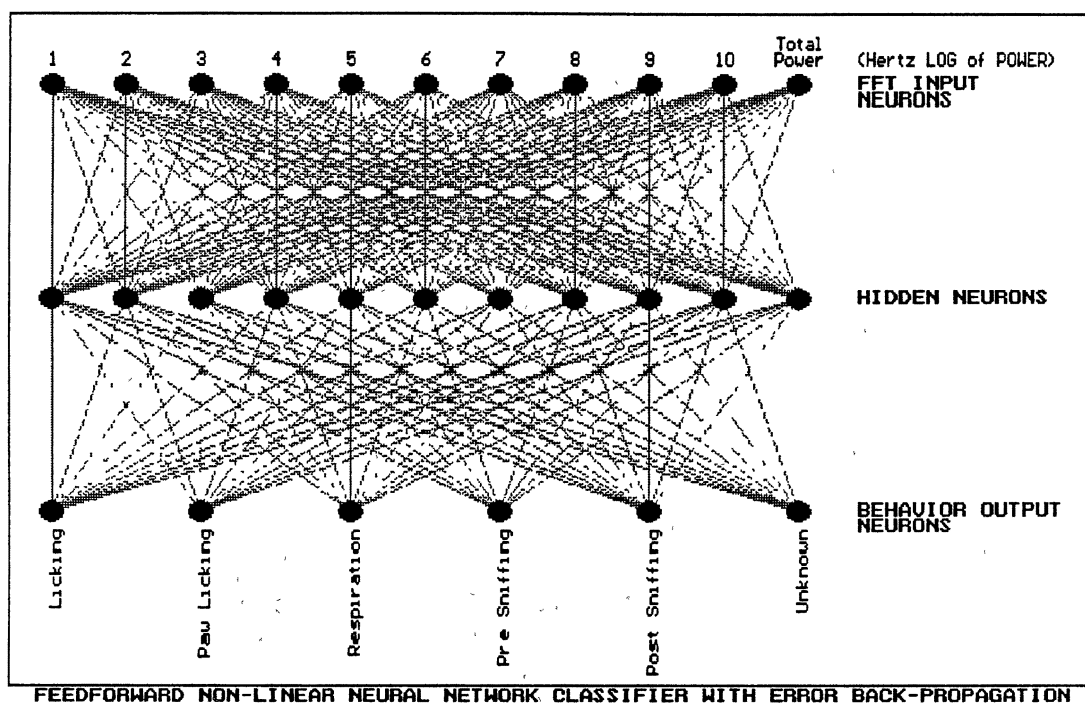 1 2 3 4 5 6 7 8 9 10 Total Power
(Hertz LOG of POWER)
FFT INPUT
NEURONS
HIDDEN NEURONS
BEHAVIOR OUTPUT
NEURONS
Licking
Paw Licking
Respiration
Pre Sniffing
Post Sniffing
Unknown
FEEDFORWARD NON-LINEAR NEURAL NETWORK CLASSIFIER WITH ERROR BACK-PROPAGATION